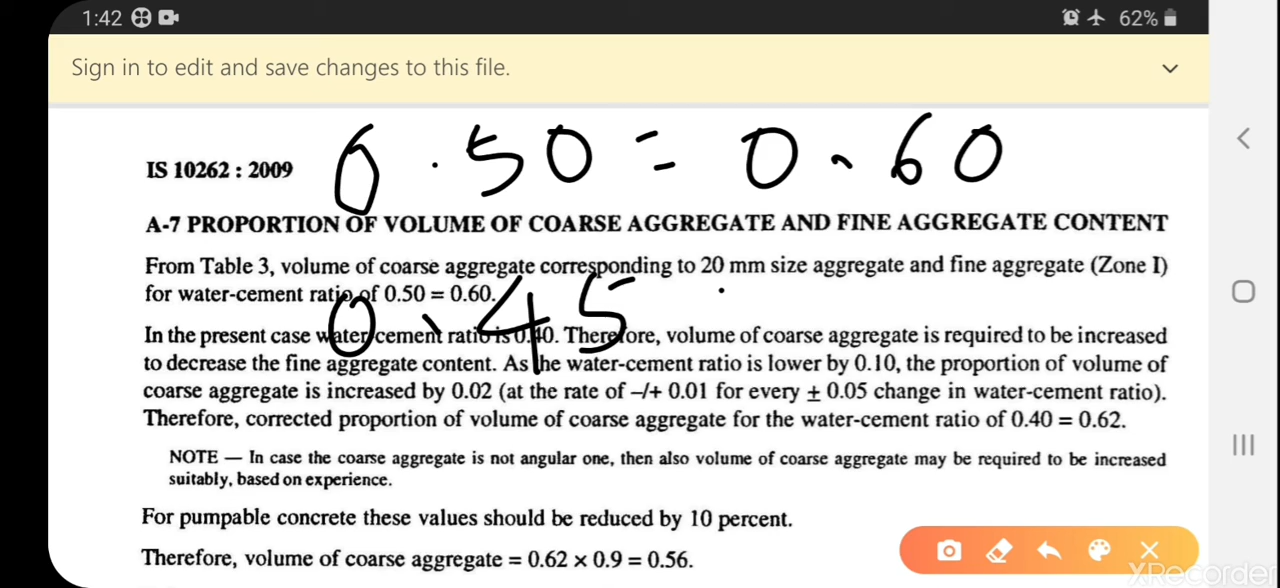 1:42 62%
Sign in to edit and save changes to this file.
0.50 = 0.60
IS 10262 : 2009
A-7 PROPORTION OF VOLUME OF COARSE AGGREGATE AND FINE AGGREGATE CONTENT
From Table 3, volume of coarse aggregate corresponding to 20 mm size aggregate and fine aggregate (Zone I)
for water-cement ratio of 0.50 = 0.60.
0.45
In the present case water-cement ratio is 0.40. Therefore, volume of coarse aggregate is required to be increased
to decrease the fine aggregate content. As the water-cement ratio is lower by 0.10, the proportion of volume of
coarse aggregate is increased by 0.02 (at the rate of –/+ 0.01 for every ± 0.05 change in water-cement ratio).
Therefore, corrected proportion of volume of coarse aggregate for the water-cement ratio of 0.40 = 0.62.
NOTE — In case the coarse aggregate is not angular one, then also volume of coarse aggregate may be required to be increased
suitably, based on experience.
For pumpable concrete these values should be reduced by 10 percent.
Therefore, volume of coarse aggregate = 0.62 × 0.9 = 0.56.
XRecorder